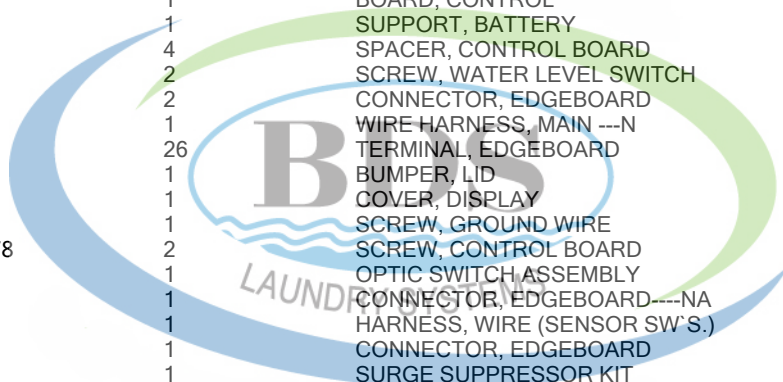 1 BOARD, CONTROL
1 SUPPORT, BATTERY
4 SPACER, CONTROL BOARD
2 SCREW, WATER LEVEL SWITCH
2 CONNECTOR, EDGEBOARD
1 WIRE HARNESS, MAIN ---N
26 TERMINAL, EDGEBOARD
1 BUMPER, LID
1 COVER, DISPLAY
1 SCREW, GROUND WIRE
78 2 SCREW, CONTROL BOARD
1 OPTIC SWITCH ASSEMBLY
1 CONNECTOR, EDGEBOARD----NA
1 HARNESS, WIRE (SENSOR SW`S.)
1 CONNECTOR, EDGEBOARD
1 SURGE SUPPRESSOR KIT
BDS
LAUNDRY SYSTEMS